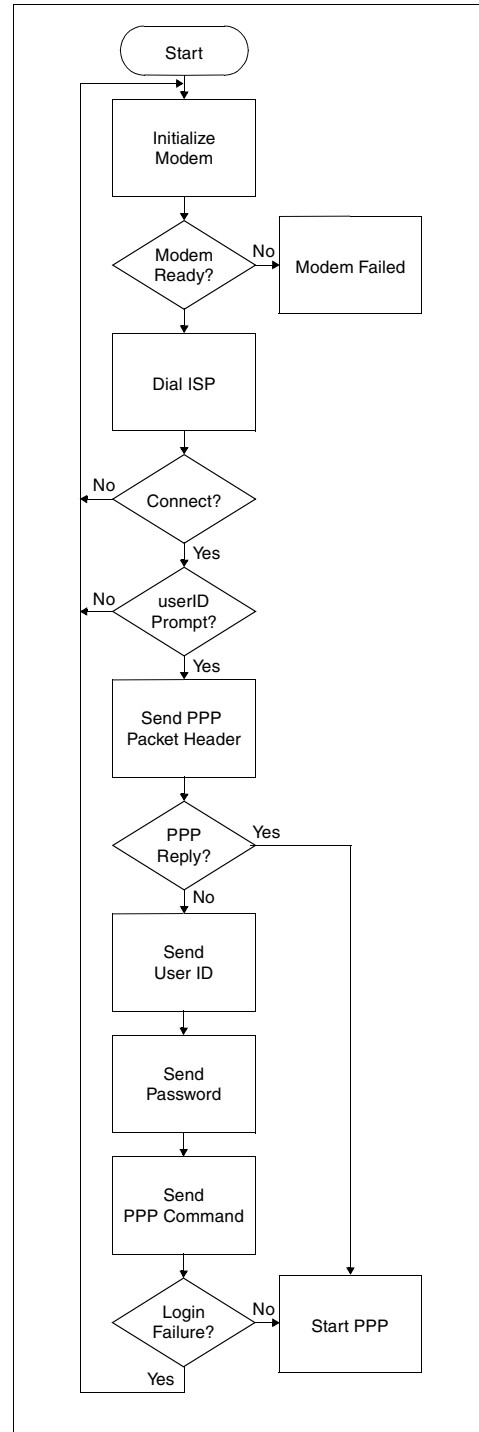 Start
Initialize
Modem
Modem
Ready?
No
Modem Failed
Dial ISP
No
Connect?
Yes
No
userID
Prompt?
Yes
Send PPP
Packet Header
PPP
Reply?
Yes
No
Send
User ID
Send
Password
Send
PPP Command
Login
Failure?
No
Start PPP
Yes